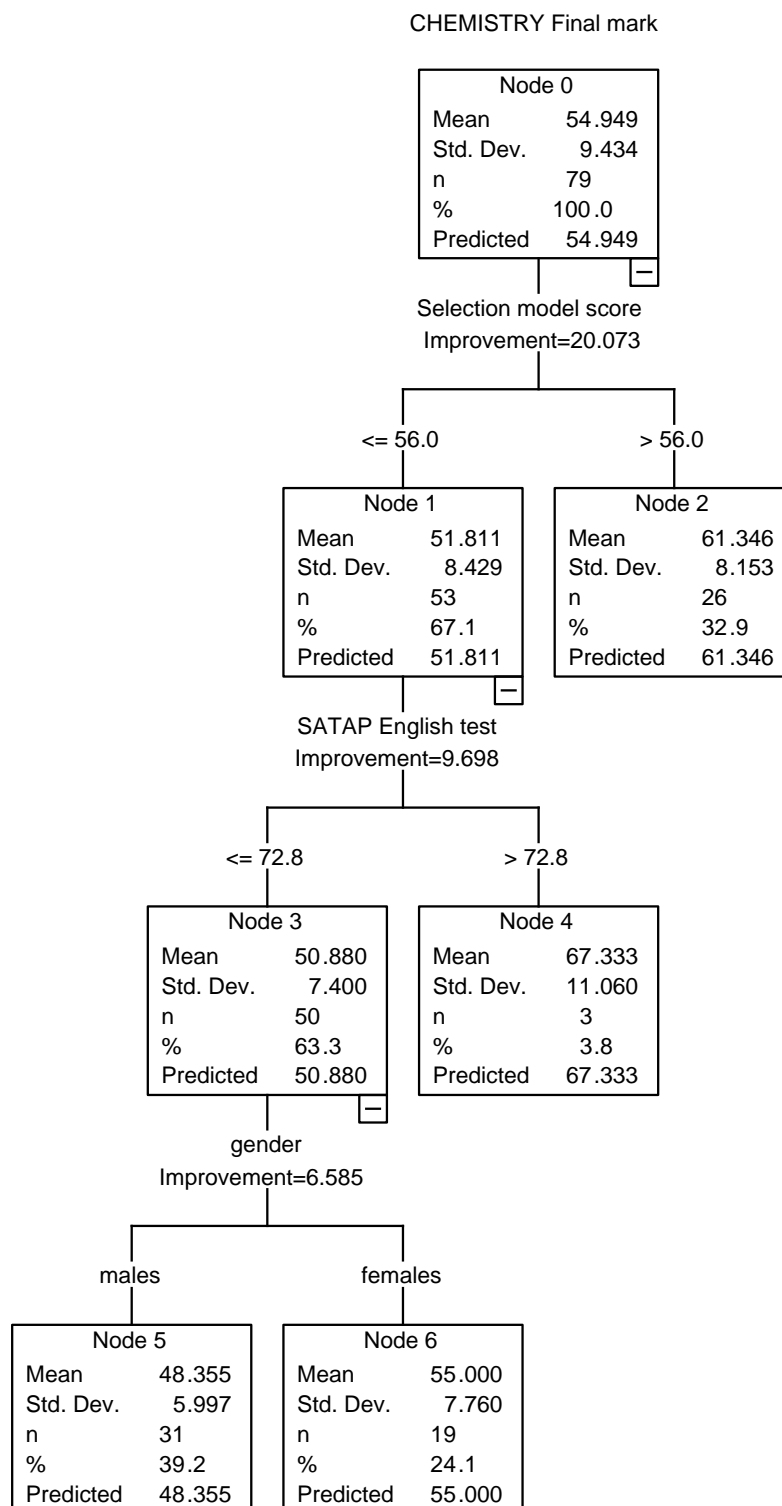 CHEMISTRY Final mark
Node 0
Mean 54.949
Std. Dev. 9.434
n 79
% 100.0
Predicted 54.949
Selection model score
Improvement=20.073
<= 56.0
> 56.0
Node 1
Mean 51.811
Std. Dev. 8.429
n 53
% 67.1
Predicted 51.811
Node 2
Mean 61.346
Std. Dev. 8.153
n 26
% 32.9
Predicted 61.346
SATAP English test
Improvement=9.698
<= 72.8
> 72.8
Node 3
Mean 50.880
Std. Dev. 7.400
n 50
% 63.3
Predicted 50.880
Node 4
Mean 67.333
Std. Dev. 11.060
n 3
% 3.8
Predicted 67.333
gender
Improvement=6.585
males
females
Node 5
Mean 48.355
Std. Dev. 5.997
n 31
% 39.2
Predicted 48.355
Node 6
Mean 55.000
Std. Dev. 7.760
n 19
% 24.1
Predicted 55.000